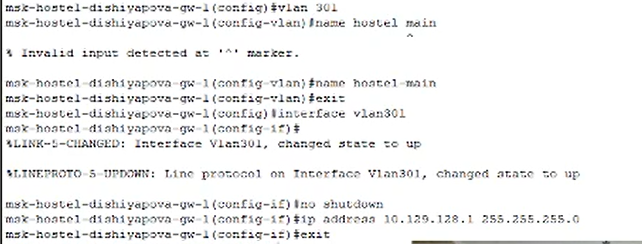 msk-hostel-dishiyapova-gw-1(config)#vlan 301
msk-hostel-dishiyapova-gw-1(config-vlan)#name hostel main
^
% Invalid input detected at '^' marker.
msk-hostel-dishiyapova-gw-1(config-vlan)#name hostel-main
msk-hostel-dishiyapova-gw-1(config-vlan)#exit
msk-hostel-dishiyapova-gw-1(config)#interface vlan301
msk-hostel-dishiyapova-gw-1(config-if)#
%LINK-5-CHANGED: Interface Vlan301, changed state to up
%LINEPROTO-5-UPDOWN: Line protocol on Interface Vlan301, changed state to up
msk-hostel-dishiyapova-gw-1(config-if)#no shutdown
msk-hostel-dishiyapova-gw-1(config-if)#ip address 10.129.128.1 255.255.255.0
msk-hostel-dishiyapova-gw-1(config-if)#exit